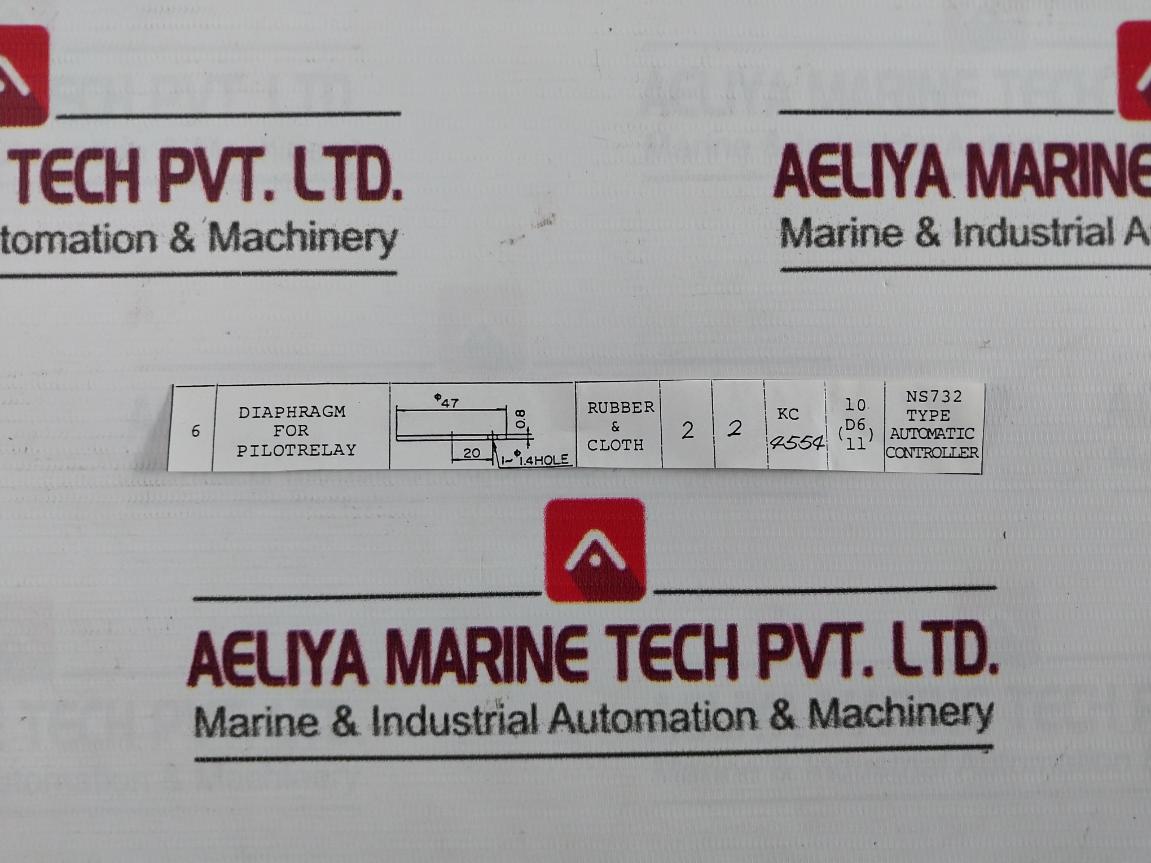 TECH PVT. LTD.
tomation & Machinery
AELIYA MARINE
Marine & Industrial A
6
DIAPHRAGM
FOR
PILOTRELAY
φ47
0.8
20
1-φ1.4HOLE
RUBBER
&
CLOTH
2
2
KC
4554
10
(D6
11)
NS732
TYPE
AUTOMATIC
CONTROLLER
AELIYA MARINE TECH PVT. LTD.
Marine & Industrial Automation & Machinery